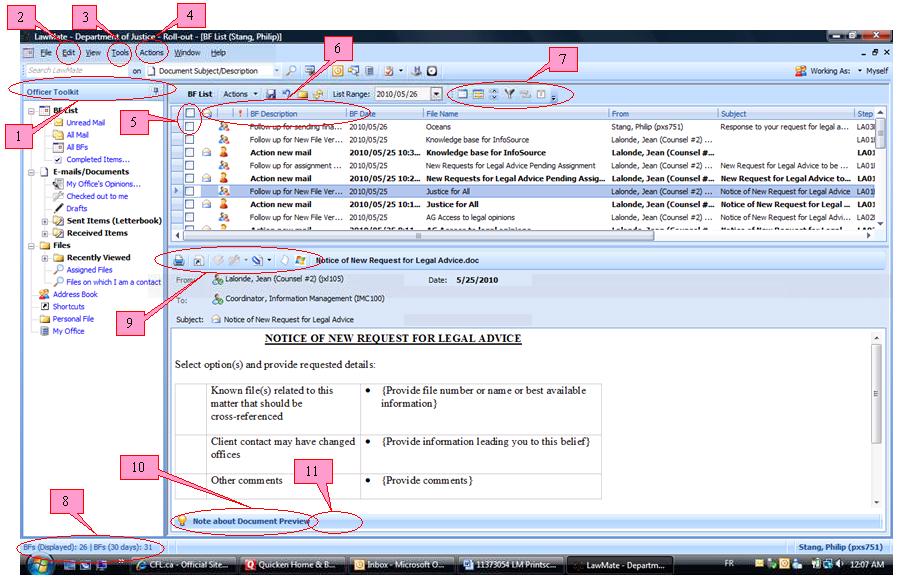 2
3
4
LawMate - Department of Justice - Roll-out - [BF List (Stang, Philip)]
File Edit View Tools Actions Window Help
6
7
Search LawMate on Document Subject/Description Working As: Myself
Officer Toolkit
BF List Actions List Range: 2010/05/26
1
5
BF List
Unread Mail
All Mail
All BFs
Completed Items...
E-mails/Documents
My Office's Opinions...
Checked out to me
Drafts
Sent Items (Letterbook)
Received Items
Files
Recently Viewed
Assigned Files
Files on which I am a contact
Address Book
Shortcuts
Personal File
My Office
! BF Description BF Date File Name From Subject Step
Follow up for sending fina... 2010/05/26 Oceans Stang, Philip (pxs751) Response to your request for legal a... LA03
Follow up for New File Ver... 2010/05/25 Knowledge base for InfoSource Lalonde, Jean (Counsel #2) ... LA01
Action new mail 2010/05/25 10:3... Knowledge base for InfoSource Lalonde, Jean (Couns... LA01
Follow up for assignment ... 2010/05/25 New Requests for Legal Advice Pending Assignment Lalonde, Jean (Counsel #2) ... New Request for Legal Advice to be ... LA01
Action new mail 2010/05/25 10:2... New Requests for Legal Advice Pending Assig... Lalonde, Jean (Counsel #... New Request for Legal Advice to... LA01
Follow up for New File Ver... 2010/05/25 Justice for All Lalonde, Jean (Counsel #2) ... Notice of New Request for Legal Advice LA01
Action new mail 2010/05/25 Justice for All Lalonde, Jean (Counsel #... Notice of New Request for Legal ... LA01
Follow up for New File Ver... 2010/05/25 AG Access to legal opinions Lalonde, Jean (Counsel #2) ... Notice of New Request for Legal Advice LA02
Notice of New Request for Legal Advice.doc
9
From: Lalonde, Jean (Counsel #2) (jxl105) Date: 5/25/2010
To: Coordinator, Information Management (IMC100)
Subject: Notice of New Request for Legal Advice
NOTICE OF NEW REQUEST FOR LEGAL ADVICE
Select option(s) and provide requested details:
Known file(s) related to this matter that should be cross-referenced • {Provide file number or name or best available information}
Client contact may have changed offices • {Provide information leading you to this belief}
Other comments • {Provide comments}
10
11
8
Note about Document Preview
BFs (Displayed): 26 | BFs (30 days): 31 Stang, Philip (pxs751)
CFL.ca - Official Site... Quicken Home & B... Inbox - Microsoft O... 11373054 LM Printsc... LawMate - Departm... FR 12:07 AM